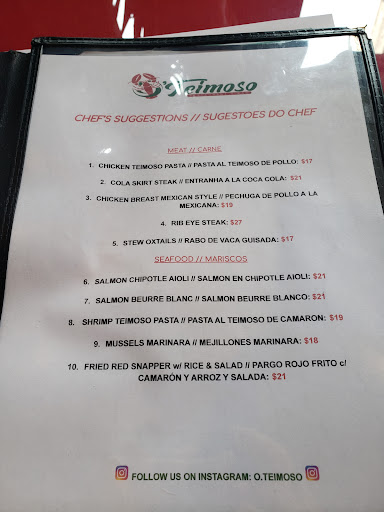 O'Teimoso
CHEF'S SUGGESTIONS // SUGESTOES DO CHEF
MEAT // CARNE
1. CHICKEN TEIMOSO PASTA // PASTA AL TEIMOSO DE POLLO: $17
2. COLA SKIRT STEAK // ENTRANHA A LA COCA COLA: $21
3. CHICKEN BREAST MEXICAN STYLE // PECHUGA DE POLLO A LA
MEXICANA: $19
4. RIB EYE STEAK: $27
5. STEW OXTAILS // RABO DE VACA GUISADA: $17
SEAFOOD // MARISCOS
6. SALMON CHIPOTLE AIOLI // SALMON EN CHIPOTLE AIOLI: $21
7. SALMON BEURRE BLANC // SALMON BEURRE BLANCO: $21
8. SHRIMP TEIMOSO PASTA // PASTA AL TEIMOSO DE CAMARON: $19
9. MUSSELS MARINARA // MEJILLONES MARINARA: $18
10. FRIED RED SNAPPER w/ RICE & SALAD // PARGO ROJO FRITO c/
CAMARÓN Y ARROZ Y SALADA: $21
FOLLOW US ON INSTAGRAM: O.TEIMOSO